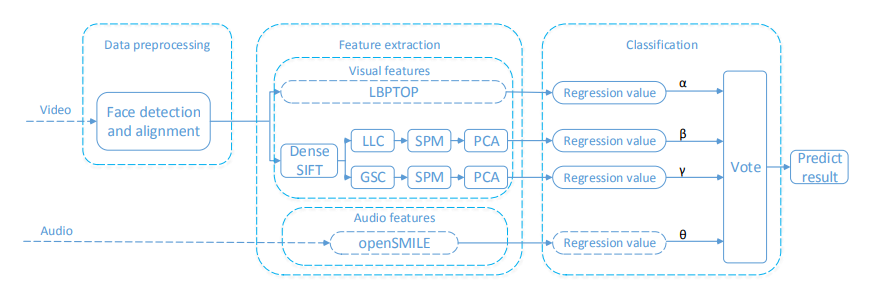 Data preprocessing
Feature extraction
Classification
Visual features
LBPTOP
Regression value
α
Video
Face detection
and alignment
Dense
SIFT
LLC
SPM
PCA
Regression value
β
GSC
SPM
PCA
Regression value
γ
Vote
Predict
result
Audio features
Audio
openSMILE
Regression value
θ